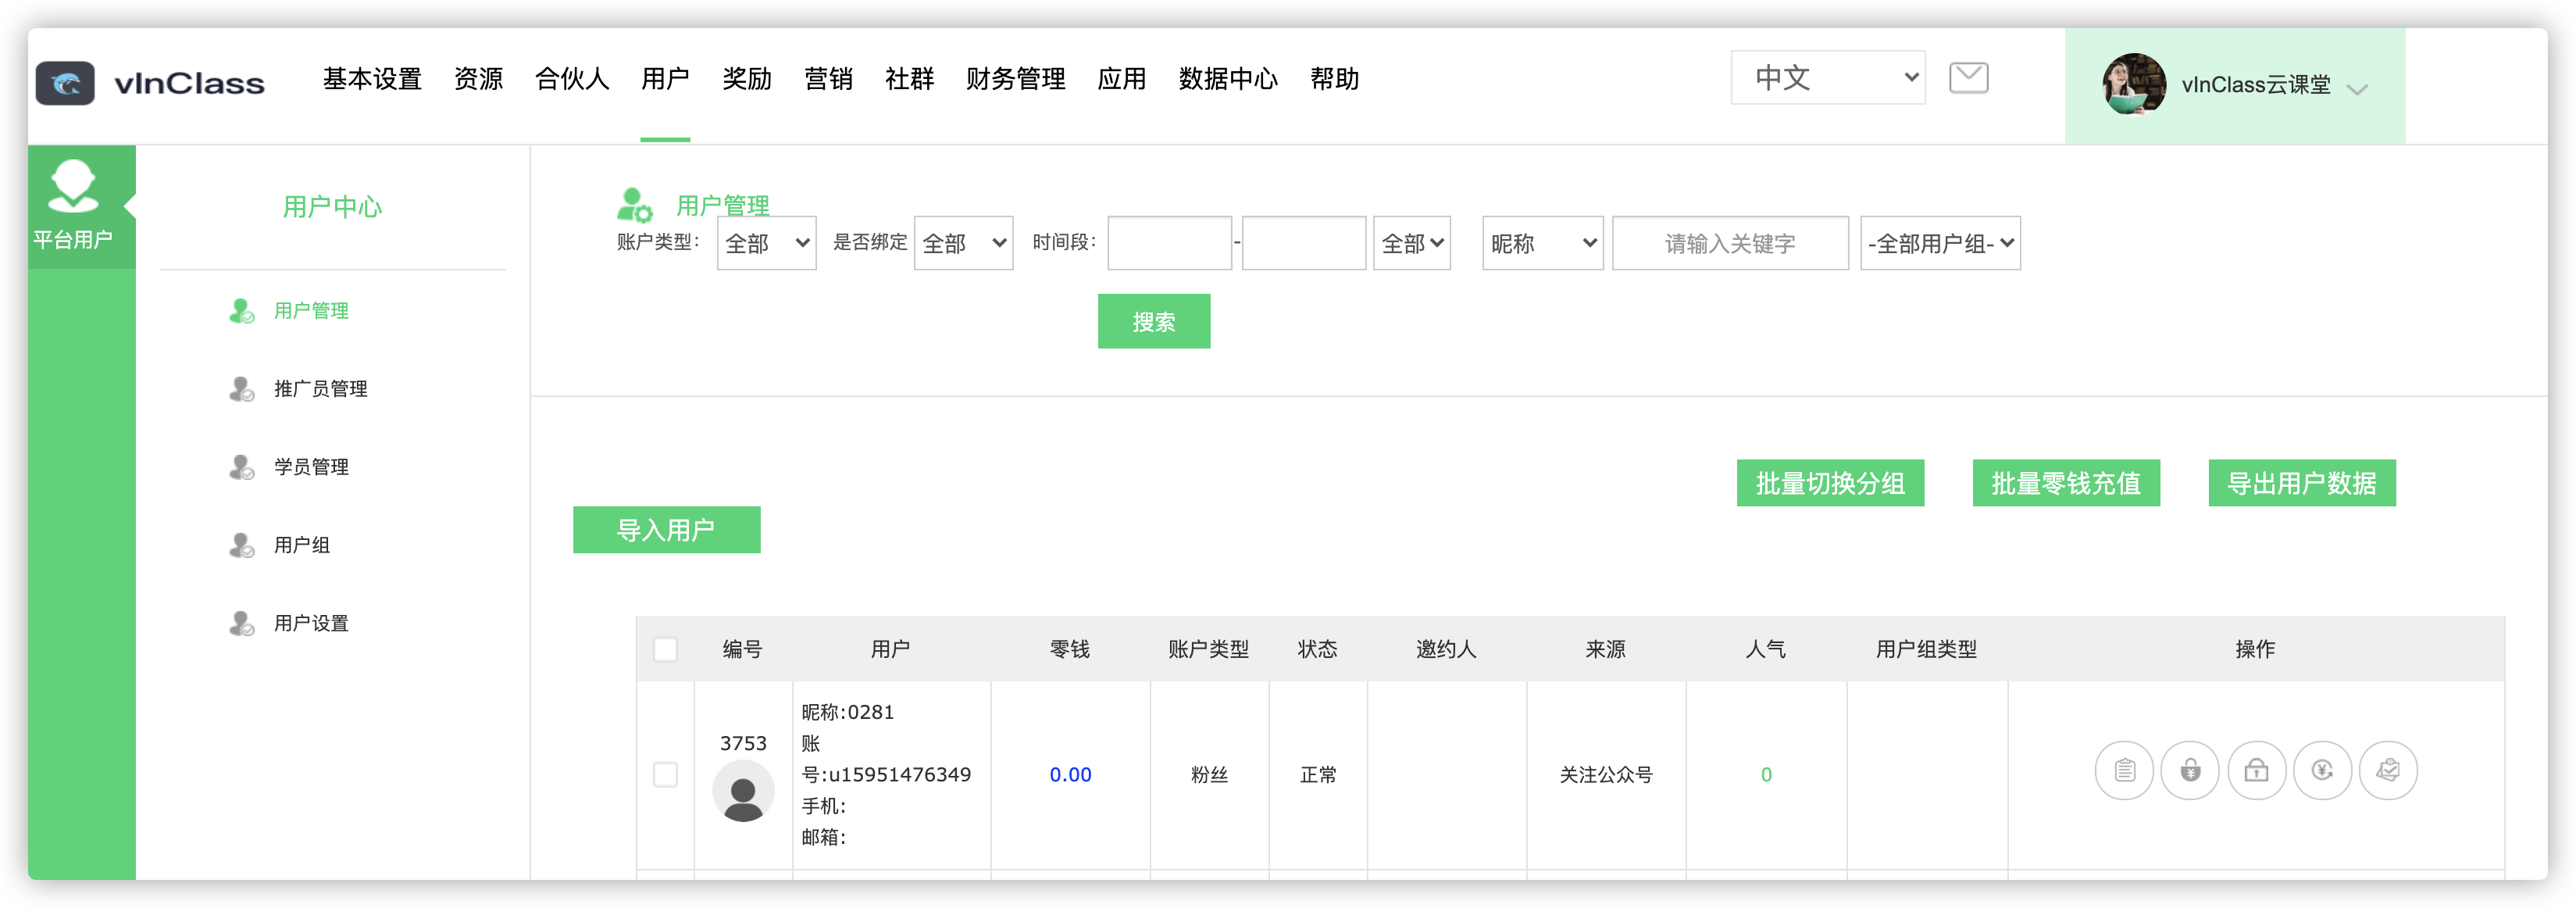 vInClass
基本设置 资源 合伙人 用户 奖励 营销 社群 财务管理 应用 数据中心 帮助
中文
vInClass云课堂
平台用户
用户中心
用户管理
推广员管理
学员管理
用户组
用户设置
用户管理
账户类型: 全部 是否绑定 全部 时间段: - 全部 昵称 请输入关键字 -全部用户组-
搜索
批量切换分组 批量零钱充值 导出用户数据
导入用户
编号 用户 零钱 账户类型 状态 邀约人 来源 人气 用户组类型 操作
3753
昵称:0281
账
号:u15951476349
手机:
邮箱:
0.00 粉丝 正常 关注公众号 0